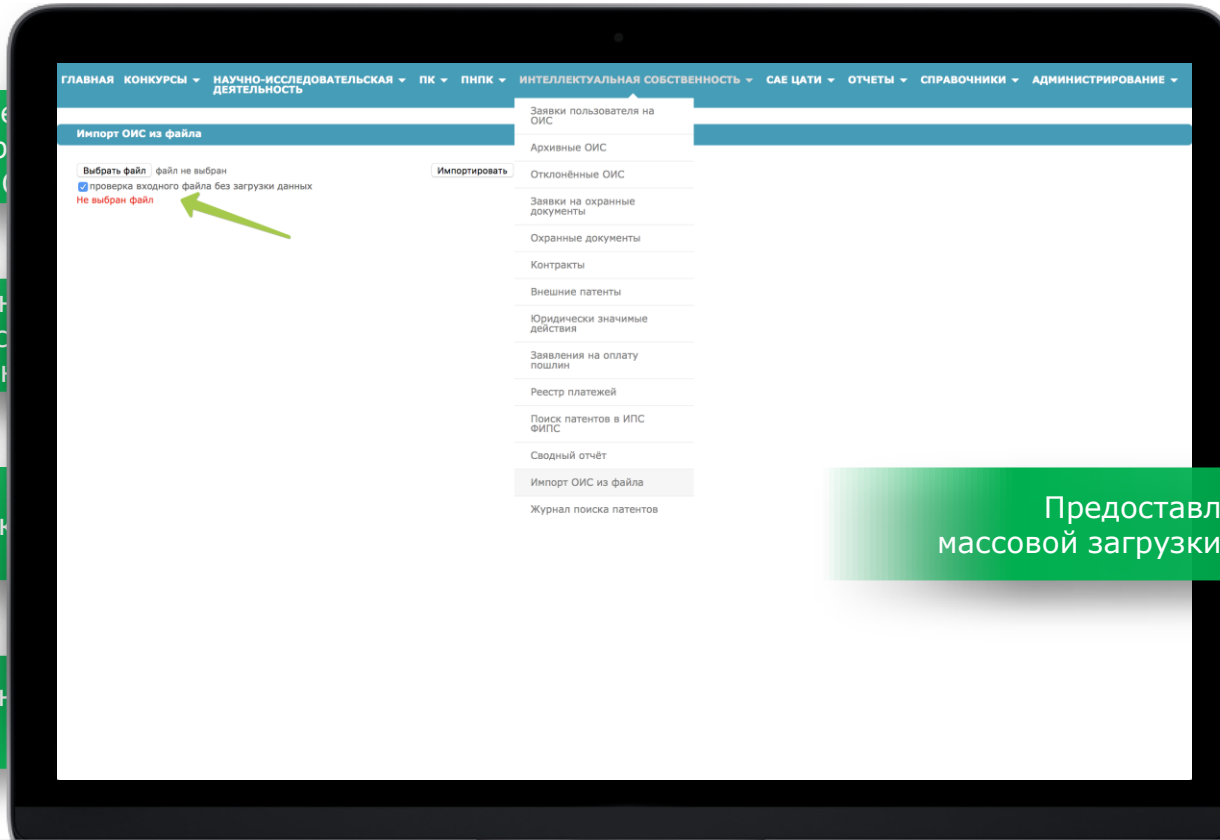 ГЛАВНАЯ КОНКУРСЫ НАУЧНО-ИССЛЕДОВАТЕЛЬСКАЯ ПК ПНПК ИНТЕЛЛЕКТУАЛЬНАЯ СОБСТВЕННОСТЬ САЕ ЦАТИ ОТЧЕТЫ СПРАВОЧНИКИ АДМИНИСТРИРОВАНИЕ
ДЕЯТЕЛЬНОСТЬ
Импорт ОИС из файла
Выбрать файл файл не выбран Импортировать
проверка входного файла без загрузки данных
Не выбран файл
Заявки пользователя на
ОИС
Архивные ОИС
Отклонённые ОИС
Заявки на охранные
документы
Охранные документы
Контракты
Внешние патенты
Юридически значимые
действия
Заявления на оплату
пошлин
Реестр платежей
Поиск патентов в ИПС
ФИПС
Сводный отчёт
Импорт ОИС из файла
Журнал поиска патентов
Предоставл
массовой загрузки